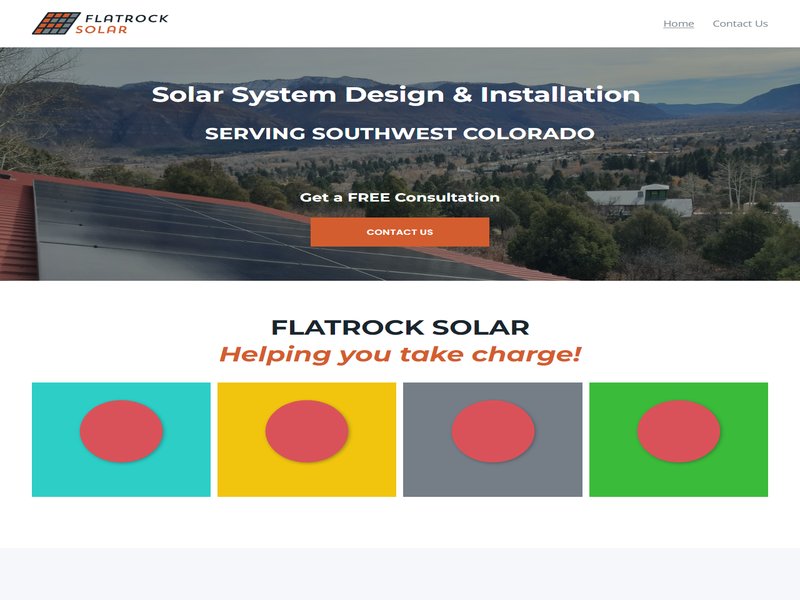 FLATROCK
SOLAR
Home
Contact Us
Solar System Design & Installation
SERVING SOUTHWEST COLORADO
Get a FREE Consultation
CONTACT US
FLATROCK SOLAR
Helping you take charge!